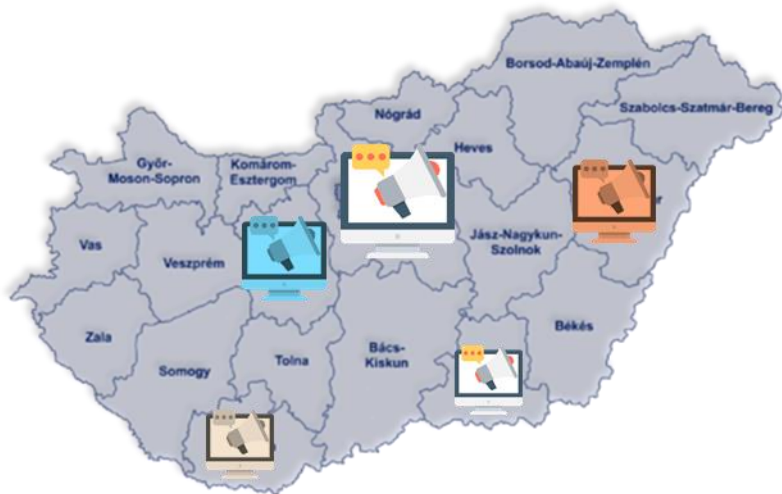 Borsod-Abaúj-Zemplén
Szabolcs-Szatmár-Bereg
Nógrád
Heves
Győr-
Moson-Sopron
Komárom-
Esztergom
Vas
Veszprém
Jász-Nagykun-
Szolnok
Zala
Somogy
Tolna
Bács-
Kiskun
Békés